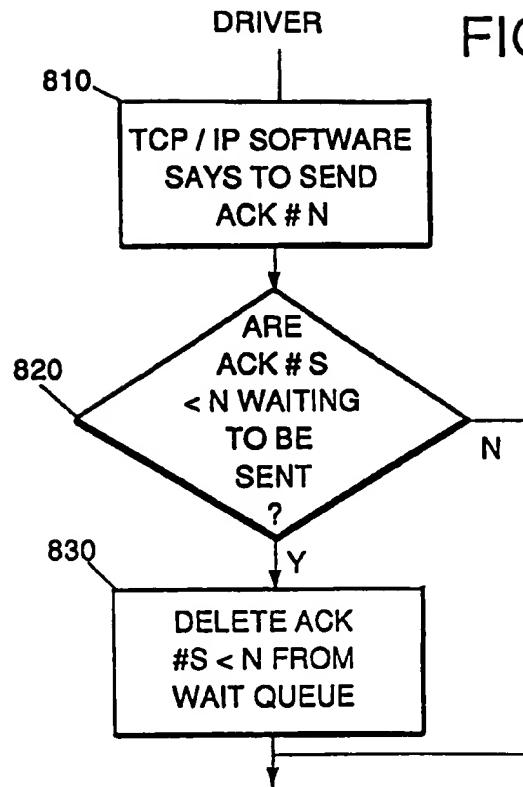 DRIVER
FIG
810
TCP / IP SOFTWARE
SAYS TO SEND
ACK # N
820
ARE
ACK # S
< N WAITING
TO BE
SENT
?
N
Y
830
DELETE ACK
#S < N FROM
WAIT QUEUE